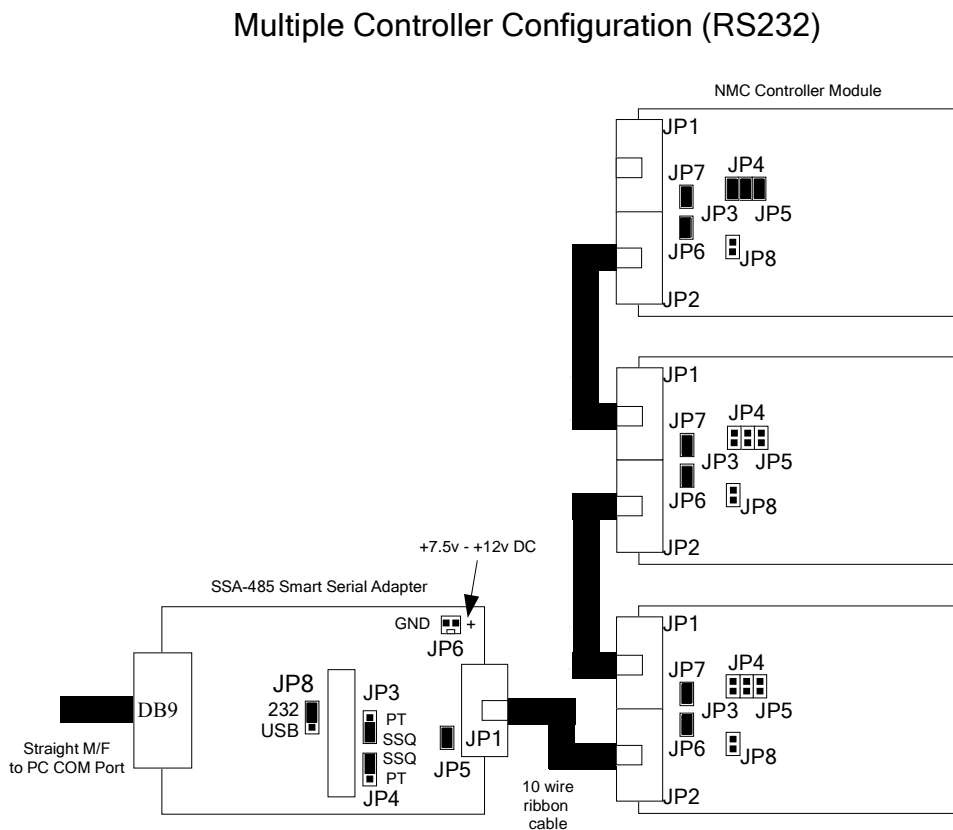 Multiple Controller Configuration (RS232)
NMC Controller Module
JP1
JP7
JP4
JP3
JP5
JP6
JP8
JP2
JP1
JP7
JP4
JP3
JP5
JP6
JP8
JP2
+7.5v - +12v DC
SSA-485 Smart Serial Adapter
GND
+
JP6
JP1
JP7
JP4
JP3
JP5
JP6
JP8
JP2
DB9
JP8
232
USB
JP3
PT
SSQ
SSQ
PT
JP4
JP1
JP5
Straight M/F
to PC COM Port
10 wire
ribbon
cable